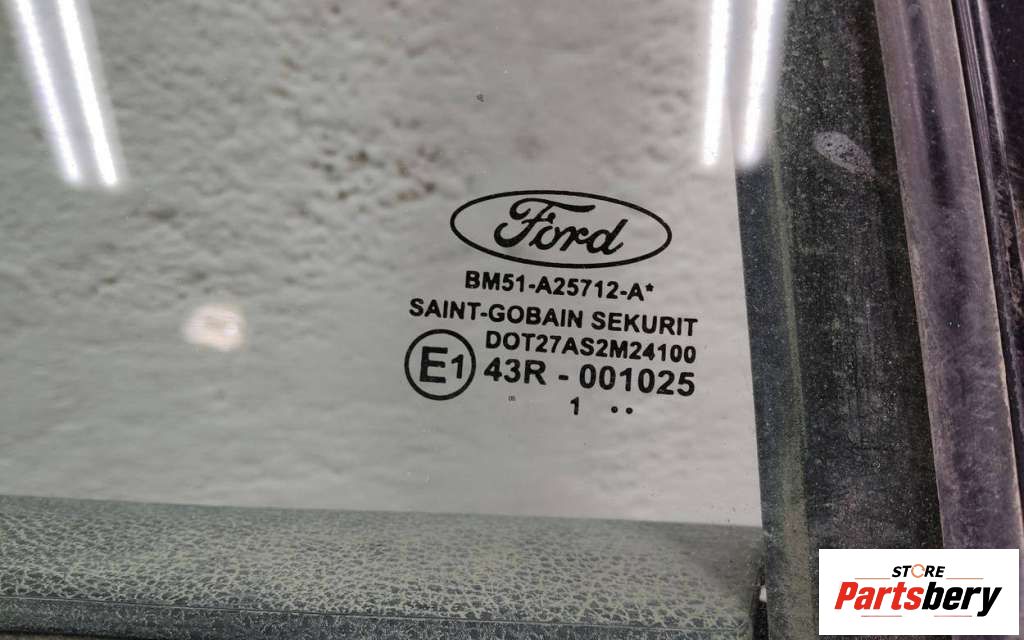 Ford
BM51-A25712-A*
SAINT-GOBAIN SEKURIT
DOT27AS2M24100
E1 43R - 001025
1 ..
STORE
Partsbery